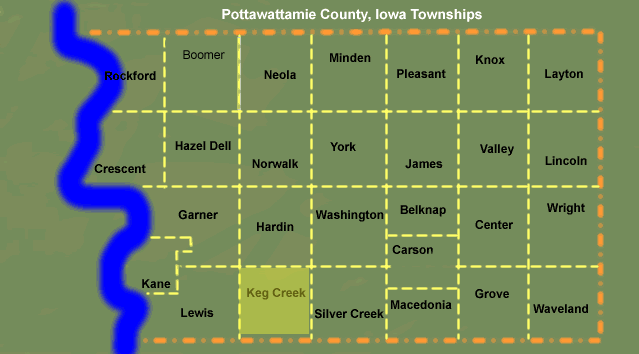 Pottawattamie County, Iowa Townships
Rockford Boomer Neola Minden Pleasant Knox Layton
Crescent Hazel Dell Norwalk York James Valley Lincoln
Garner Hardin Washington Belknap Center Wright
Carson
Kane Keg Creek Grove
Lewis Silver Creek Macedonia Waveland